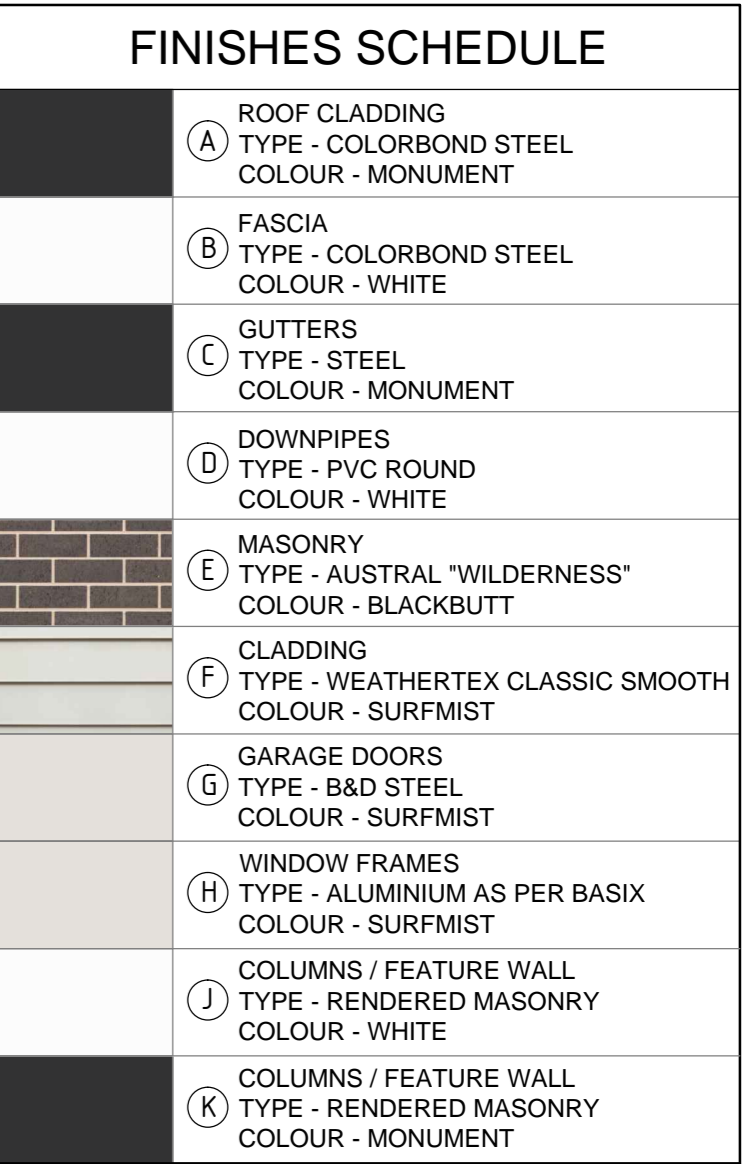 FINISHES SCHEDULE
A
ROOF CLADDING
TYPE - COLORBOND STEEL
COLOUR - MONUMENT
B
FASCIA
TYPE - COLORBOND STEEL
COLOUR - WHITE
C
GUTTERS
TYPE - STEEL
COLOUR - MONUMENT
D
DOWNPIPES
TYPE - PVC ROUND
COLOUR - WHITE
E
MASONRY
TYPE - AUSTRAL "WILDERNESS"
COLOUR - BLACKBUTT
F
CLADDING
TYPE - WEATHERTEX CLASSIC SMOOTH
COLOUR - SURFMIST
G
GARAGE DOORS
TYPE - B&D STEEL
COLOUR - SURFMIST
H
WINDOW FRAMES
TYPE - ALUMINIUM AS PER BASIX
COLOUR - SURFMIST
J
COLUMNS / FEATURE WALL
TYPE - RENDERED MASONRY
COLOUR - WHITE
K
COLUMNS / FEATURE WALL
TYPE - RENDERED MASONRY
COLOUR - MONUMENT